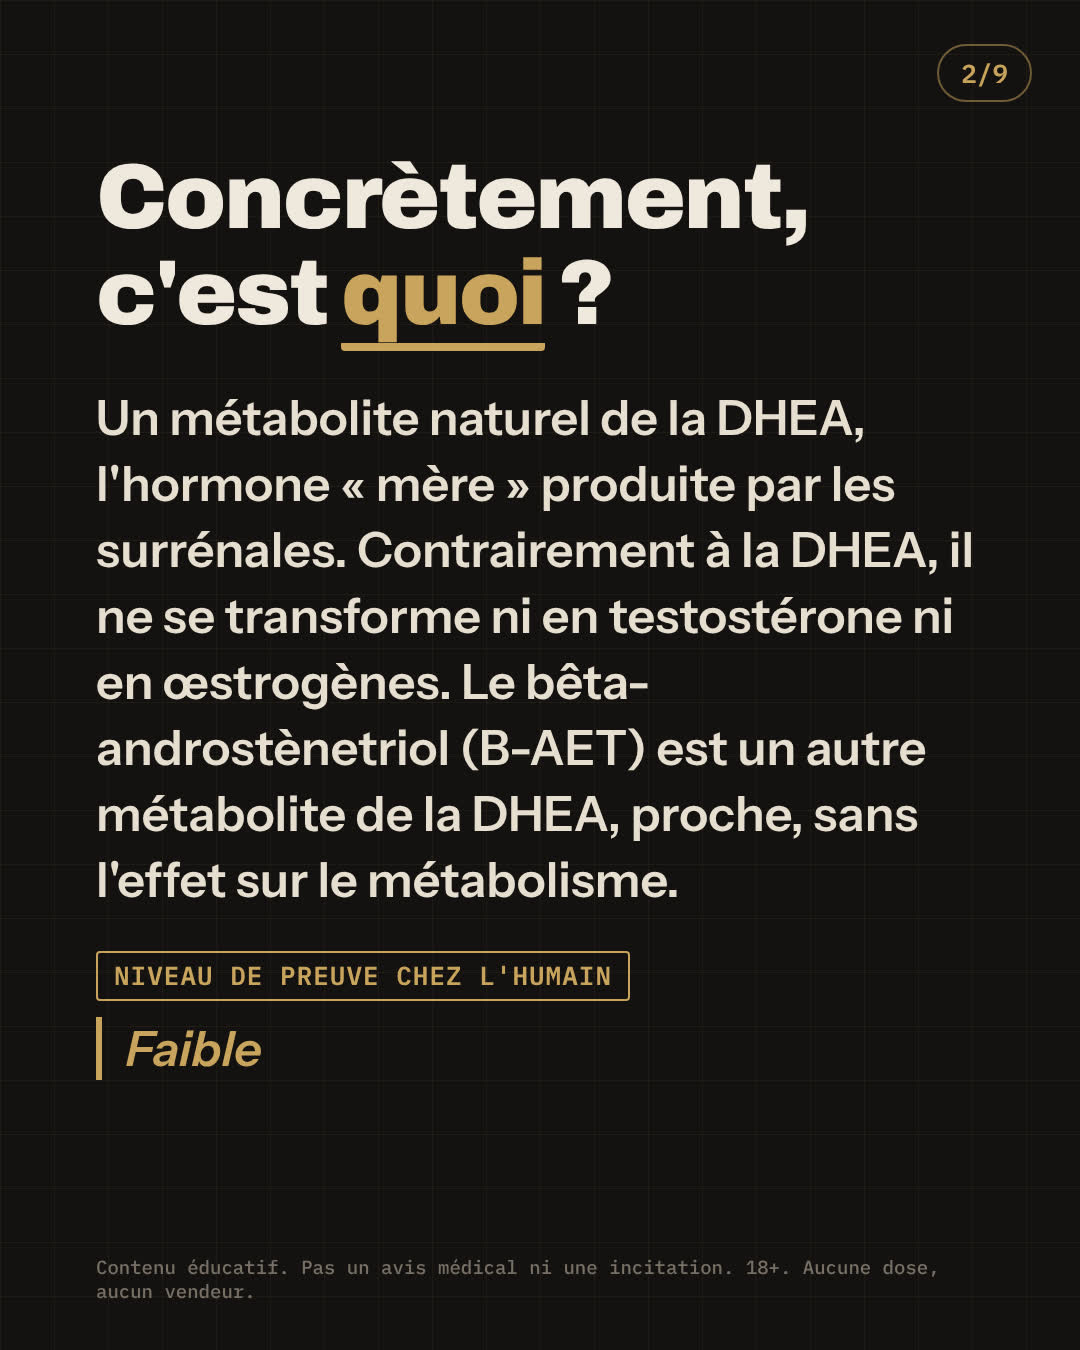 2/9
Concrètement,
c'est quoi ?
Un métabolite naturel de la DHEA,
l'hormone « mère » produite par les
surrénales. Contrairement à la DHEA, il
ne se transforme ni en testostérone ni
en œstrogènes. Le bêta-
androstènetriol (B-AET) est un autre
métabolite de la DHEA, proche, sans
l'effet sur le métabolisme.
NIVEAU DE PREUVE CHEZ L'HUMAIN
Faible
Contenu éducatif. Pas un avis médical ni une incitation. 18+. Aucune dose,
aucun vendeur.